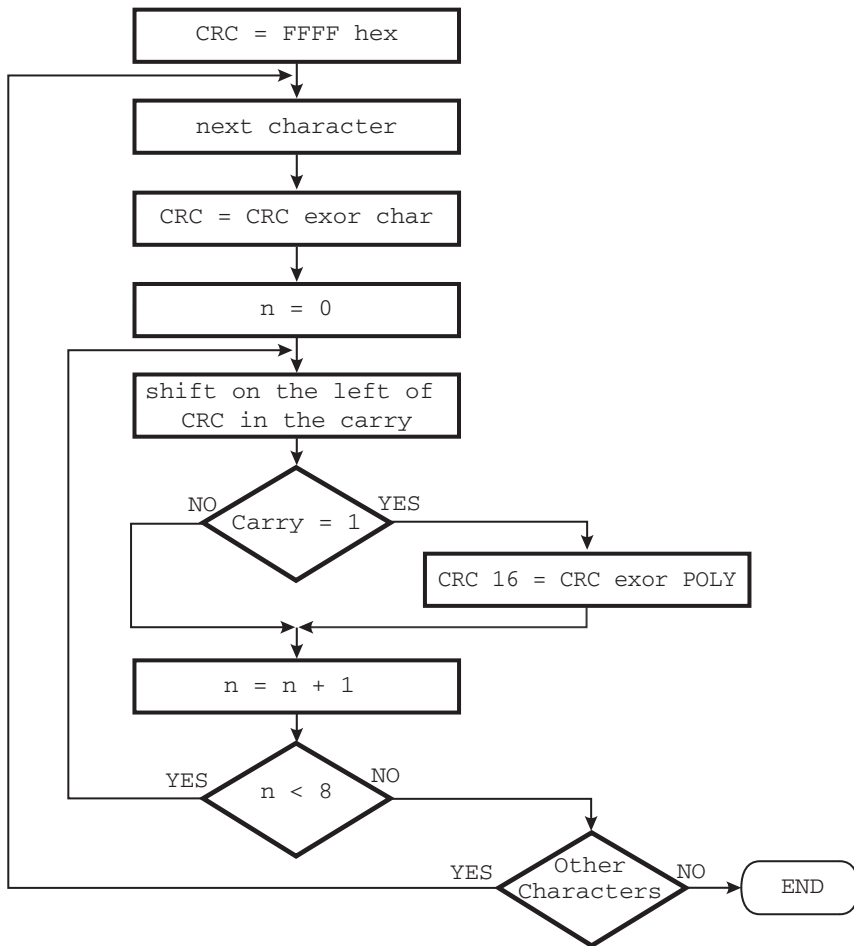 CRC = FFFF hex
next character
CRC = CRC exor char
n = 0
shift on the left of
CRC in the carry
NO
YES
Carry = 1
CRC 16 = CRC exor POLY
n = n + 1
YES
NO
n < 8
YES
Other
Characters
NO
END